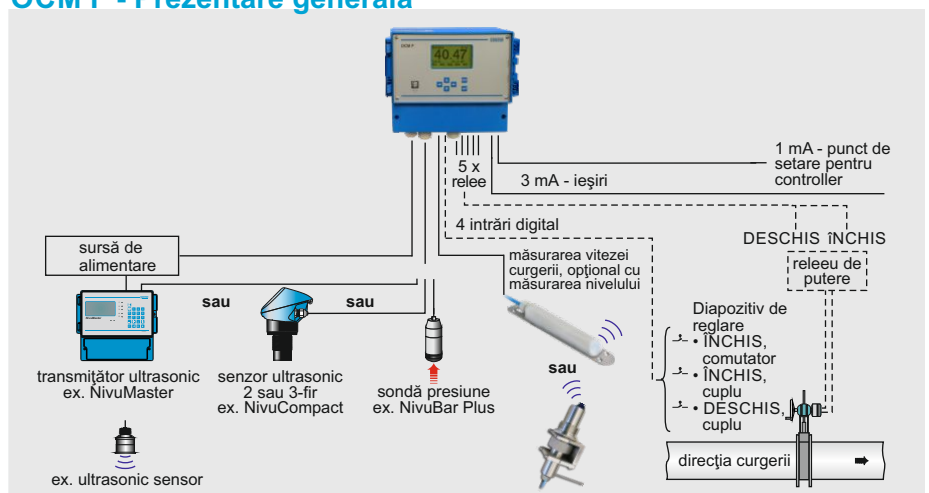 OCM F - Prezentare generală
OCM F
40.47
5 x
relee
1 mA - punct de
setare pentru
controller
3 mA - ieşiri
4 intrări digital
DESCHIS ÎNCHIS
releeu de
putere
sursă de
alimentare
măsurarea vitezei
curgerii, opţional cu
măsurarea nivelului
sau
sau
sau
Diapozitiv de
reglare
• ÎNCHIS,
comutator
• ÎNCHIS,
cuplu
• DESCHIS,
cuplu
transmiţător ultrasonic
ex. NivuMaster
senzor ultrasonic
2 sau 3-fir
ex. NivuCompact
sondă presiune
ex. NivuBar Plus
direcţia curgerii
ex. ultrasonic sensor